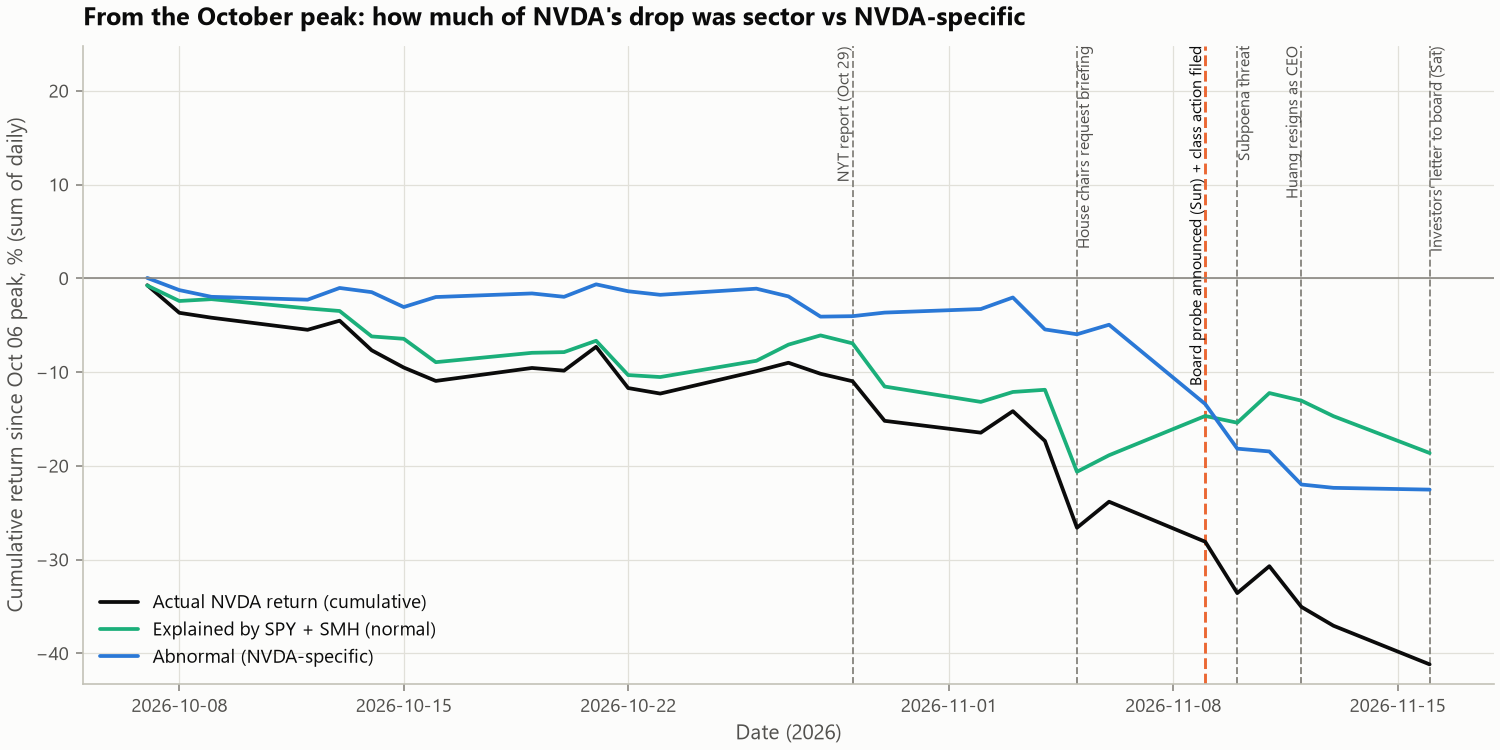 From the October peak: how much of NVDA's drop was sector vs NVDA-specific
Cumulative return since Oct 06 peak, % (sum of daily)
20
10
0
−10
−20
−30
−40
NYT report (Oct 29)
House chairs request briefing
Board probe announced (Sun) + class action filed
Subpoena threat
Huang resigns as CEO
Investors' letter to board (Sat)
Actual NVDA return (cumulative)
Explained by SPY + SMH (normal)
Abnormal (NVDA-specific)
2026-10-08
2026-10-15
2026-10-22
2026-11-01
2026-11-08
2026-11-15
Date (2026)